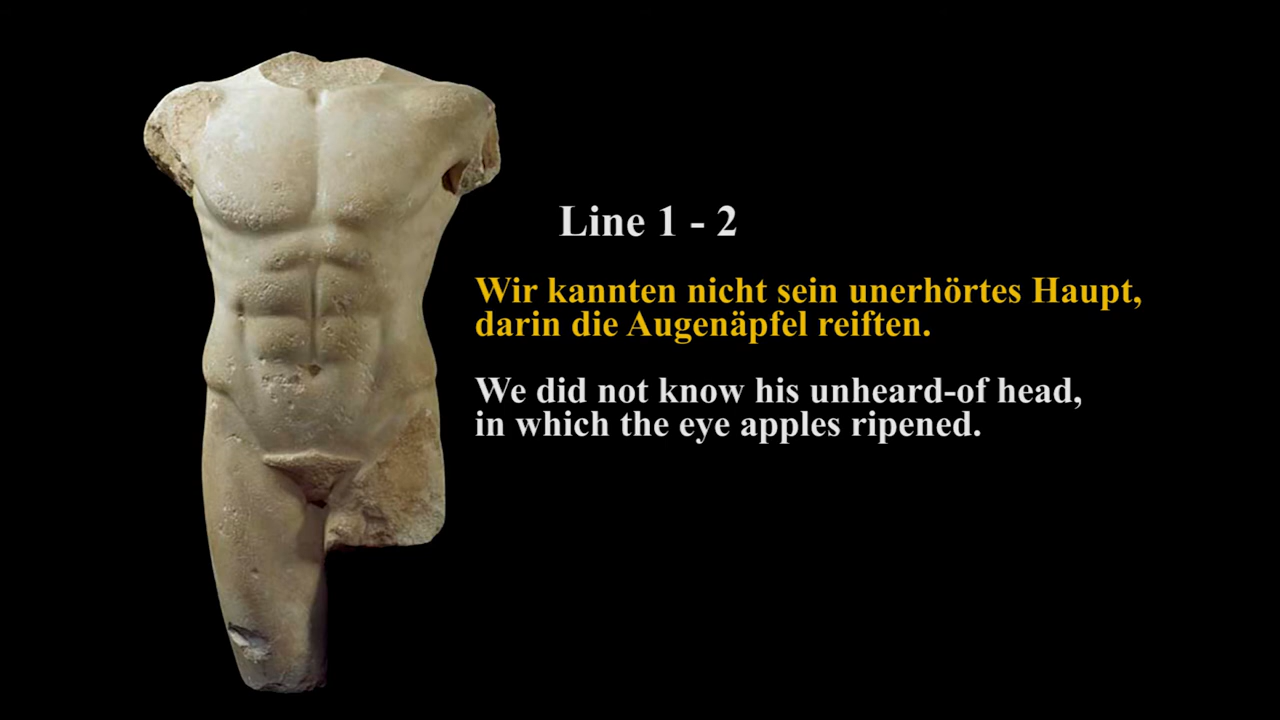 Line 1 - 2
Wir kannten nicht sein unerhörtes Haupt,
darin die Augenäpfel reiften.
We did not know his unheard-of head,
in which the eye apples ripened.